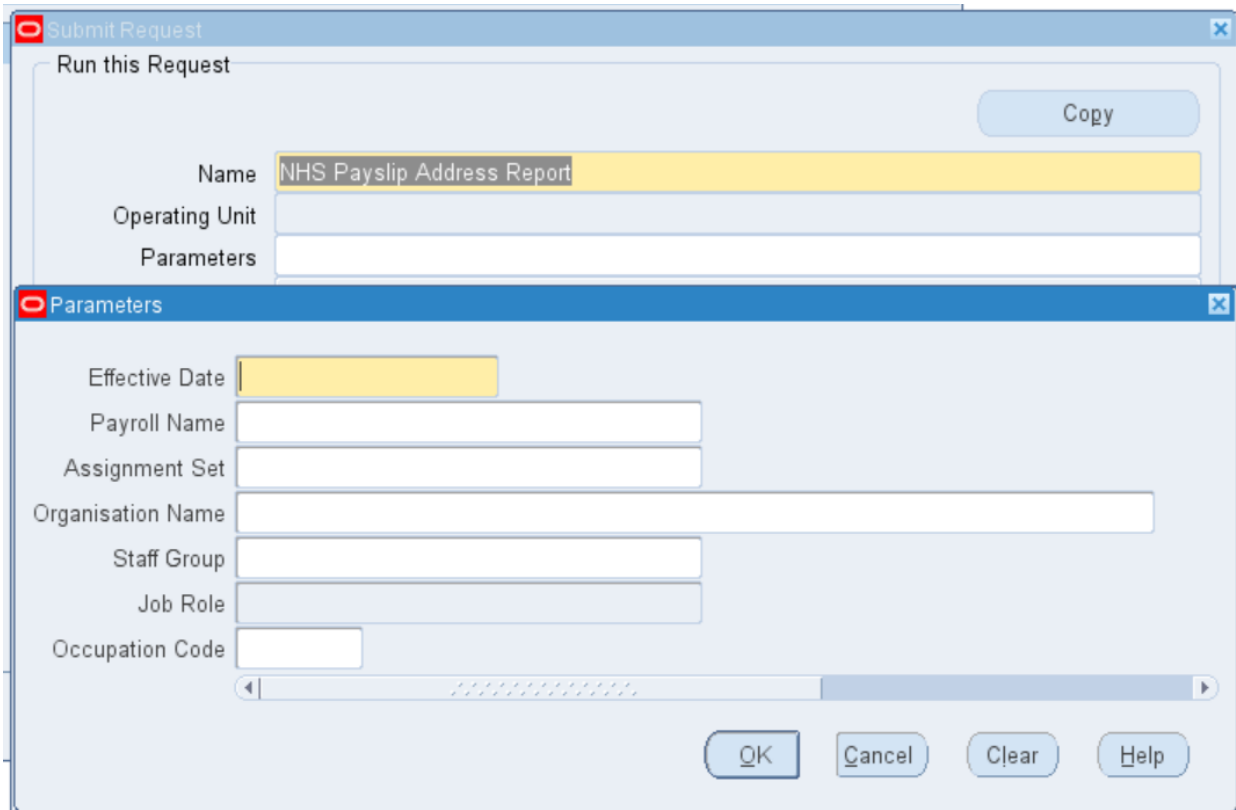 Submit Request
Run this Request
Copy
Name NHS Payslip Address Report
Operating Unit
Parameters
Parameters
Effective Date
Payroll Name
Assignment Set
Organisation Name
Staff Group
Job Role
Occupation Code
OK Cancel Clear Help